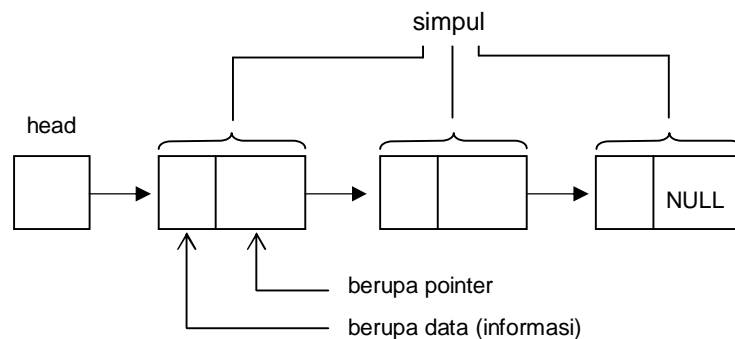 simpul
head
NULL
berupa pointer
berupa data (informasi)